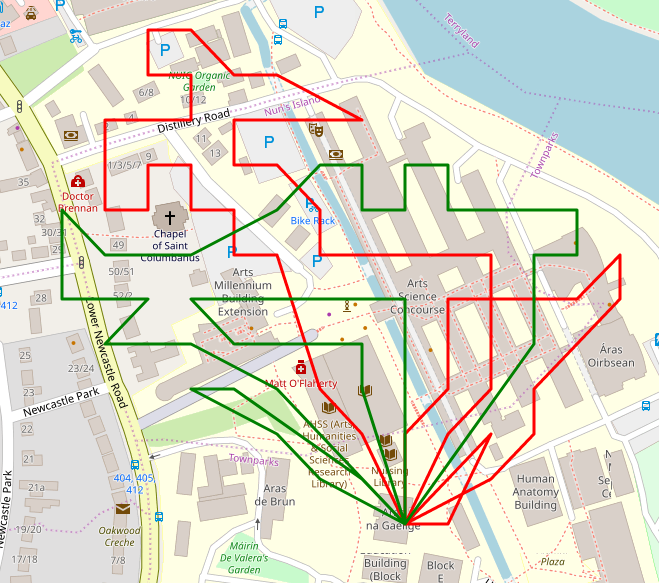 P
Terryland
az
P
P
NUIG Organic
Garden
6/8
10/12
Nun's Island
4
Distillery Road
P
11
13
9
1/3/5/7
Townparks
35
Doctor
Brennan
32
30/31
29
P
Bike Rack
Chapel
of Saint
Columbanus
49
P
P
50/51
52/2
28
412
Arts
Millennium
Building
Extension
Arts
Science
Concourse
Lower Newcastle Road
Áras
Oirbsean
25
23/24
Matt O'Flaherty
Newcastle Park
22
AHSS (Arts,
Humanities
& Social
Sciences
Research
Library)
Nursing
Library
21
Townparks
404, 405
412
21a
Aras
de Brun
Human
Anatomy
Building
na Gaeilge
19/20
Newcastle Park
Oakwood
Creche
Máirín
De Valera's
Garden
17/18
7/8
Building
(Block
Block
E
Plaza